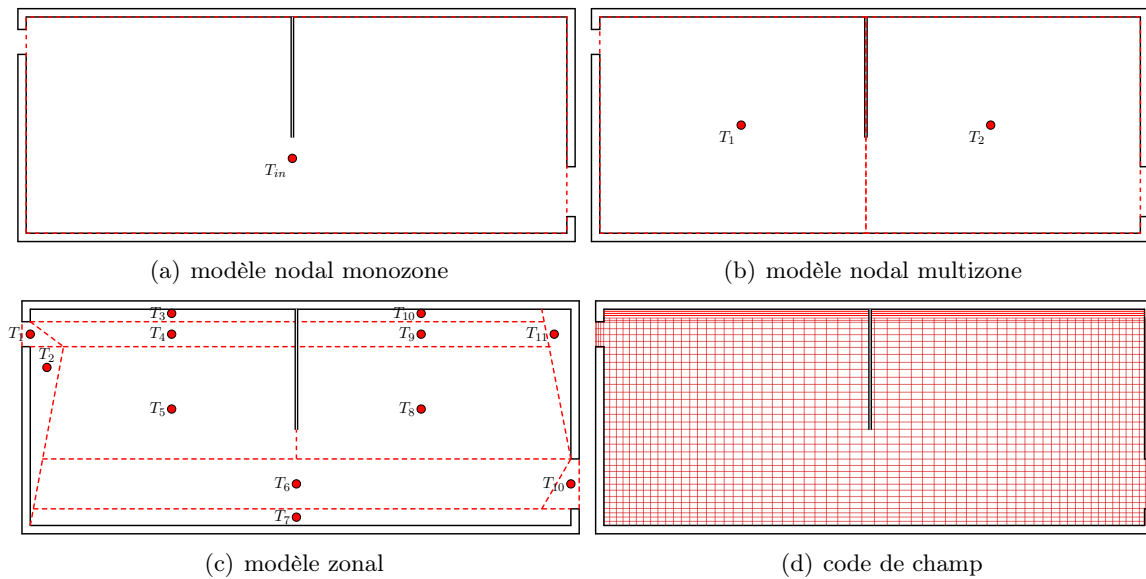 T_in
(a) modèle nodal monozone
T_1
T_2
(b) modèle nodal multizone
T_3
T_10
T_1
T_4
T_9
T_11
T_2
T_5
T_8
T_6
T_10
T_7
(c) modèle zonal
(d) code de champ